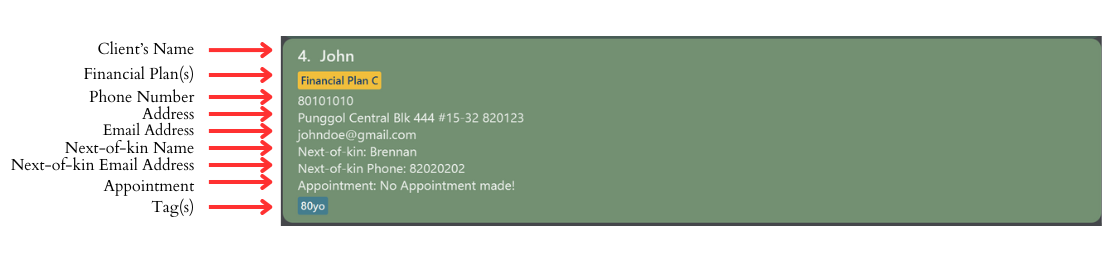 Client's Name
Financial Plan(s)
Phone Number
Address
Email Address
Next-of-kin Name
Next-of-kin Email Address
Appointment
Tag(s)
4. John
Financial Plan C
80101010
Punggol Central Blk 444 #15-32 820123
johndoe@gmail.com
Next-of-kin: Brennan
Next-of-kin Phone: 82020202
Appointment: No Appointment made!
80yo